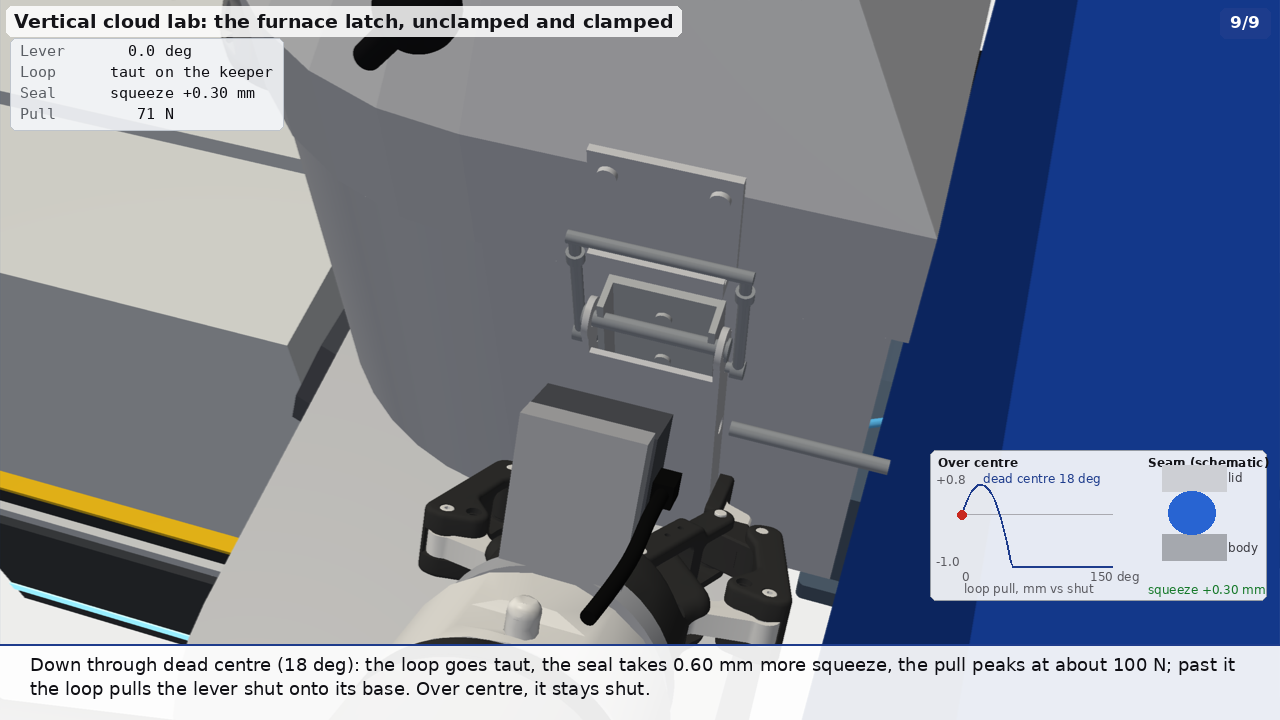 Vertical cloud lab: the furnace latch, unclamped and clamped
9/9
Lever 0.0 deg
Loop taut on the keeper
Seal squeeze +0.30 mm
Pull 71 N
Over centre
Seam (schematic)
+0.8
dead centre 18 deg
lid
body
-1.0
0
150 deg
loop pull, mm vs shut
squeeze +0.30 mm
Down through dead centre (18 deg): the loop goes taut, the seal takes 0.60 mm more squeeze, the pull peaks at about 100 N; past it
the loop pulls the lever shut onto its base. Over centre, it stays shut.